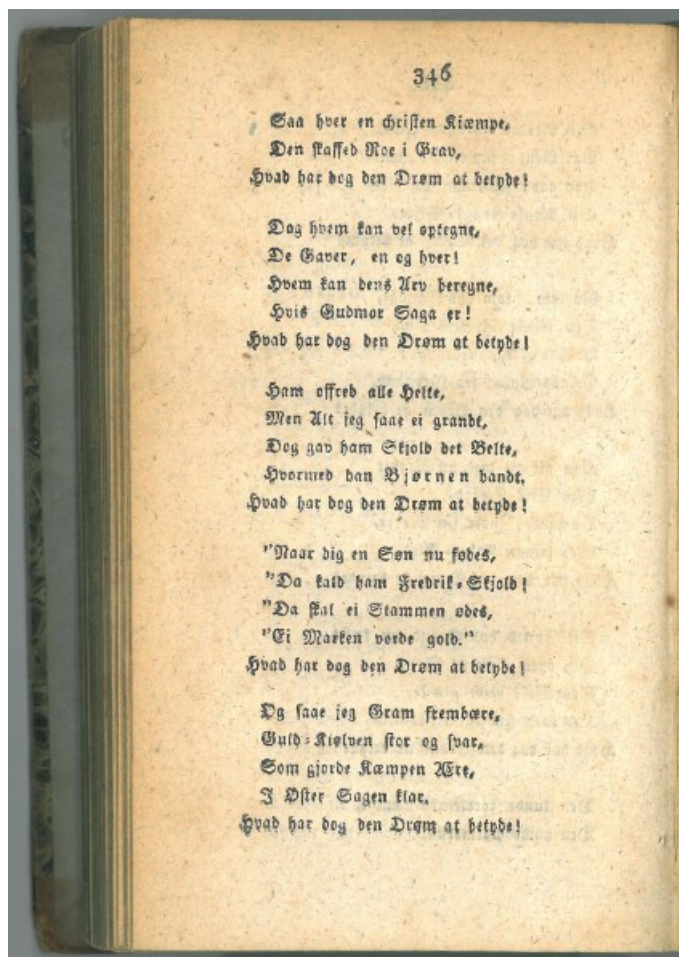 346
Saa hver en christen Kiæmpe,
Den skaffed Roe i Grav,
Hvad har dog den Drøm at betyde!
Dog hvem kan vel optegne,
De Gaver, en og hver!
Hvem kan dens Arv beregne,
Hvis Gudmor Saga er!
Hvad har dog den Drøm at betyde!
Ham offred alle Helte,
Men Alt jeg saae ei grandt,
Dog gav ham Skjold det Belte,
Hvormed han Bjørnen bandt.
Hvad har dog den Drøm at betyde!
"Naar dig en Søn nu fødes,
"Da kald ham Fredrik-Skjold!
"Da skal ei Stammen ødes,
"Ei Marken vorde gold."
Hvad har dog den Drøm at betyde!
Og saae jeg Gram frembære,
Guld-Kiølven stor og svar,
Som gjorde Kæmpen Ære,
I Øster Sagen klar.
Hvad har dog den Drøm at betyde!